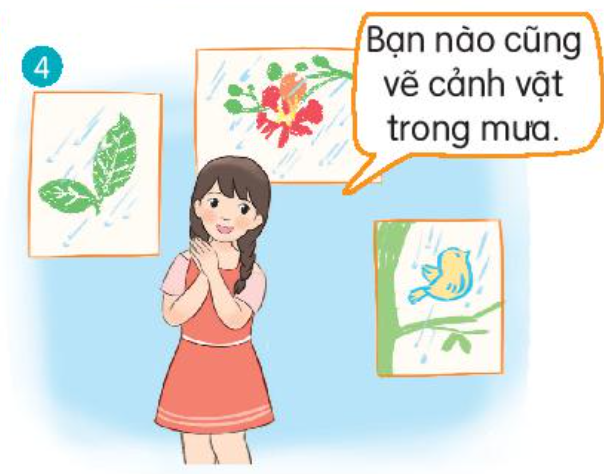 4
Bạn nào cũng
vẽ cảnh vật
trong mưa.